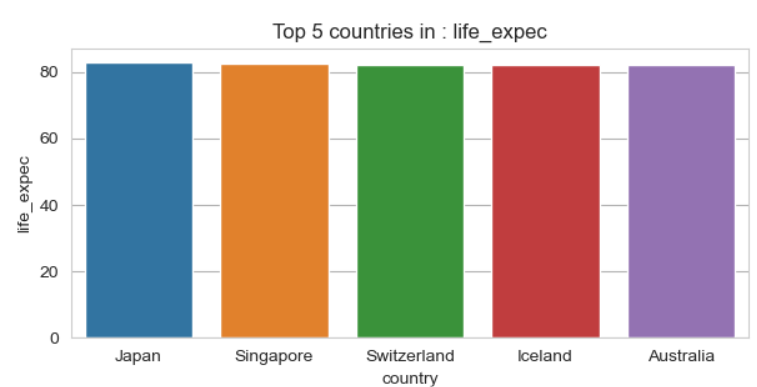 Top 5 countries in : life_expec
80
60
40
20
0
life_expec
Japan Singapore Switzerland Iceland Australia
country